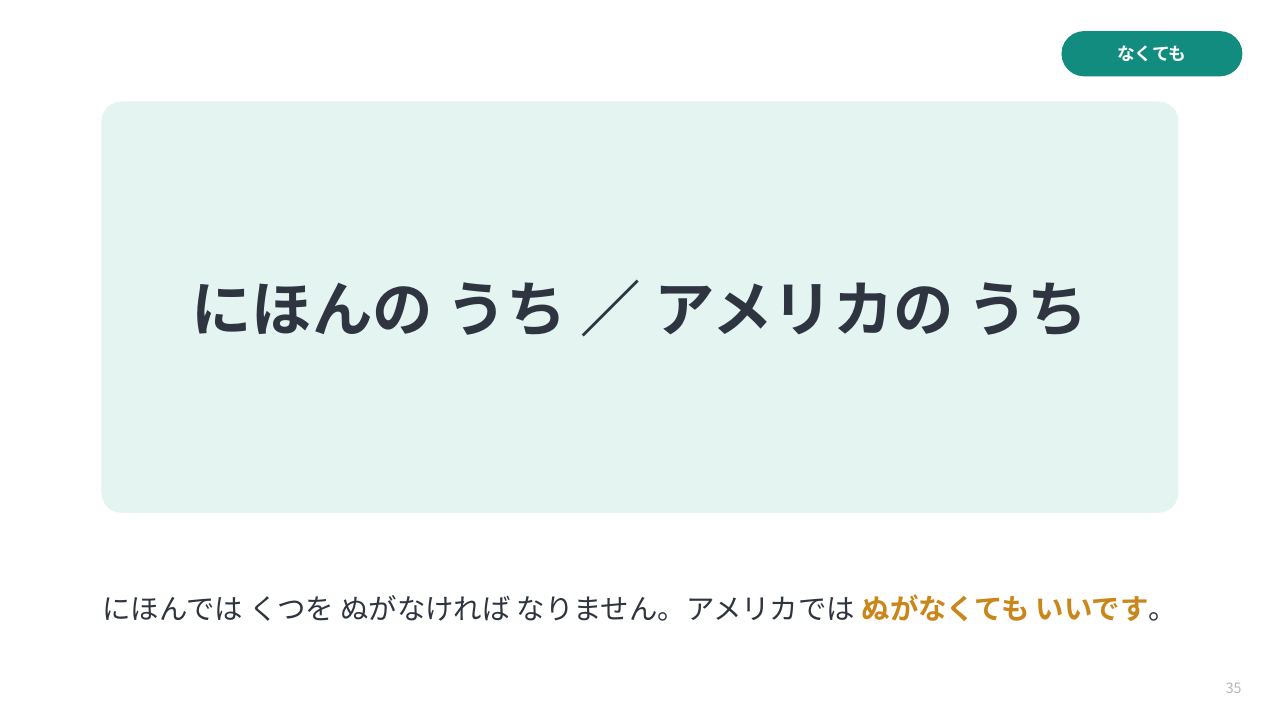 なくても
にほんの うち ／ アメリカの うち
にほんでは くつを ぬがなければ なりません。アメリカでは ぬがなくても いいです。
35